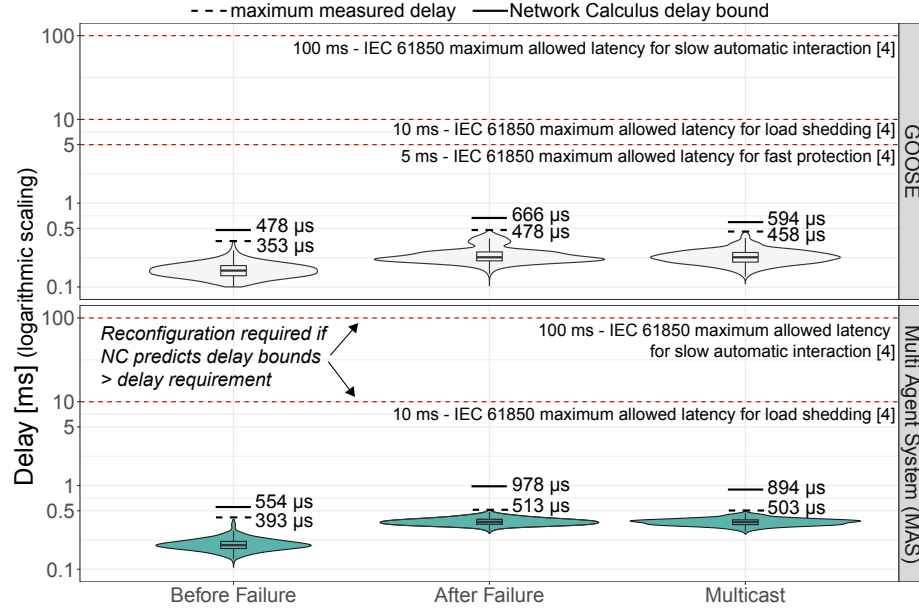 maximum measured delay
Network Calculus delay bound
Delay [ms] (logarithmic scaling)
100
10
5
1
0.5
0.1
100 ms - IEC 61850 maximum allowed latency for slow automatic interaction [4]
10 ms - IEC 61850 maximum allowed latency for load shedding [4]
5 ms - IEC 61850 maximum allowed latency for fast protection [4]
478 µs
353 µs
666 µs
478 µs
594 µs
458 µs
GOOSE
100
10
5
1
0.5
0.1
Reconfiguration required if
NC predicts delay bounds
> delay requirement
100 ms - IEC 61850 maximum allowed latency
for slow automatic interaction [4]
10 ms - IEC 61850 maximum allowed latency for load shedding [4]
554 µs
393 µs
978 µs
513 µs
894 µs
503 µs
Multi Agent System (MAS)
Before Failure
After Failure
Multicast